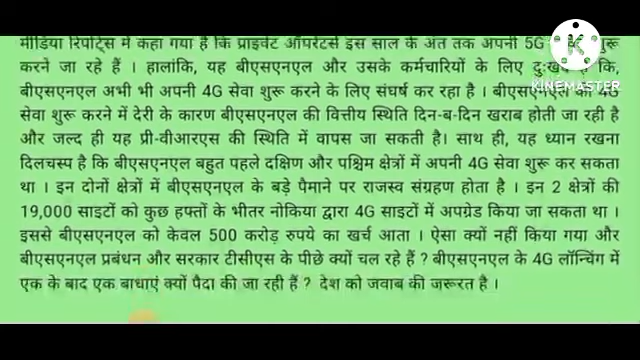 मीडिया रिपोर्ट्स में कहा गया है कि प्राइवेट ऑपरेटर्स इस साल के अंत तक अपनी 5G शुरू
करने जा रहे हैं । हालांकि, यह बीएसएनएल और उसके कर्मचारियों के लिए कि,
बीएसएनएल अभी भी अपनी 4G सेवा शुरू करने के लिए संघर्ष कर रहा है । बीएसएनएल की 4G
सेवा शुरू करने में देरी के कारण बीएसएनएल की वित्तीय स्थिति दिन-ब-दिन खराब होती जा रही है
और जल्द ही यह प्री-वीआरएस की स्थिति में वापस जा सकती है। साथ ही, यह ध्यान रखना
दिलचस्प है कि बीएसएनएल बहुत पहले दक्षिण और पश्चिम क्षेत्रों में अपनी 4G सेवा शुरू कर सकता
था । इन दोनों क्षेत्रों में बीएसएनएल के बड़े पैमाने पर राजस्व संग्रहण होता है । इन 2 क्षेत्रों की
19,000 साइटों को कुछ हफ्तों के भीतर नोकिया द्वारा 4G साइटों में अपग्रेड किया जा सकता था ।
इससे बीएसएनएल को केवल 500 करोड़ रुपये का खर्च आता । ऐसा क्यों नहीं किया गया और
बीएसएनएल प्रबंधन और सरकार टीसीएस के पीछे क्यों चल रहे हैं ? बीएसएनएल के 4G लॉन्चिंग में
एक के बाद एक बाधाएं क्यों पैदा की जा रही हैं ? देश को जवाब की जरूरत है ।
KINEMASTER